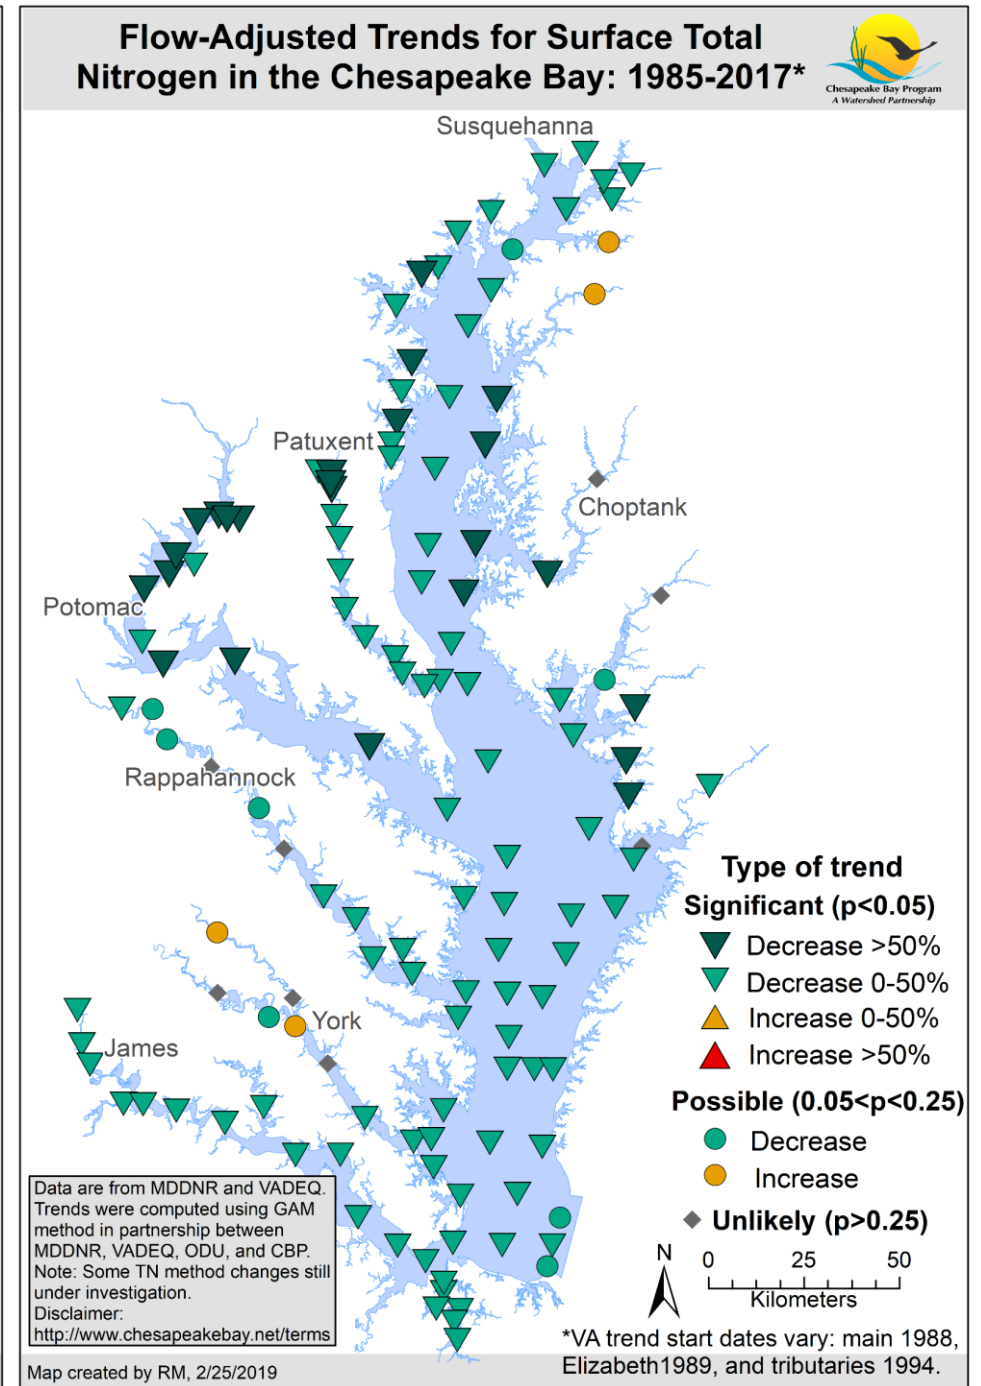 Flow-Adjusted Trends for Surface Total
Nitrogen in the Chesapeake Bay: 1985-2017*
Chesapeake Bay Program
A Watershed Partnership
Susquehanna
Patuxent
Choptank
Potomac
Rappahannock
York
James
Type of trend
Significant (p<0.05)
Decrease >50%
Decrease 0-50%
Increase 0-50%
Increase >50%
Possible (0.05<p<0.25)
Decrease
Increase
Unlikely (p>0.25)
N
0 25 50
Kilometers
Data are from MDDNR and VADEQ.
Trends were computed using GAM
method in partnership between
MDDNR, VADEQ, ODU, and CBP.
Note: Some TN method changes still
under investigation.
Disclaimer:
http://www.chesapeakebay.net/terms
*VA trend start dates vary: main 1988,
Elizabeth1989, and tributaries 1994.
Map created by RM, 2/25/2019